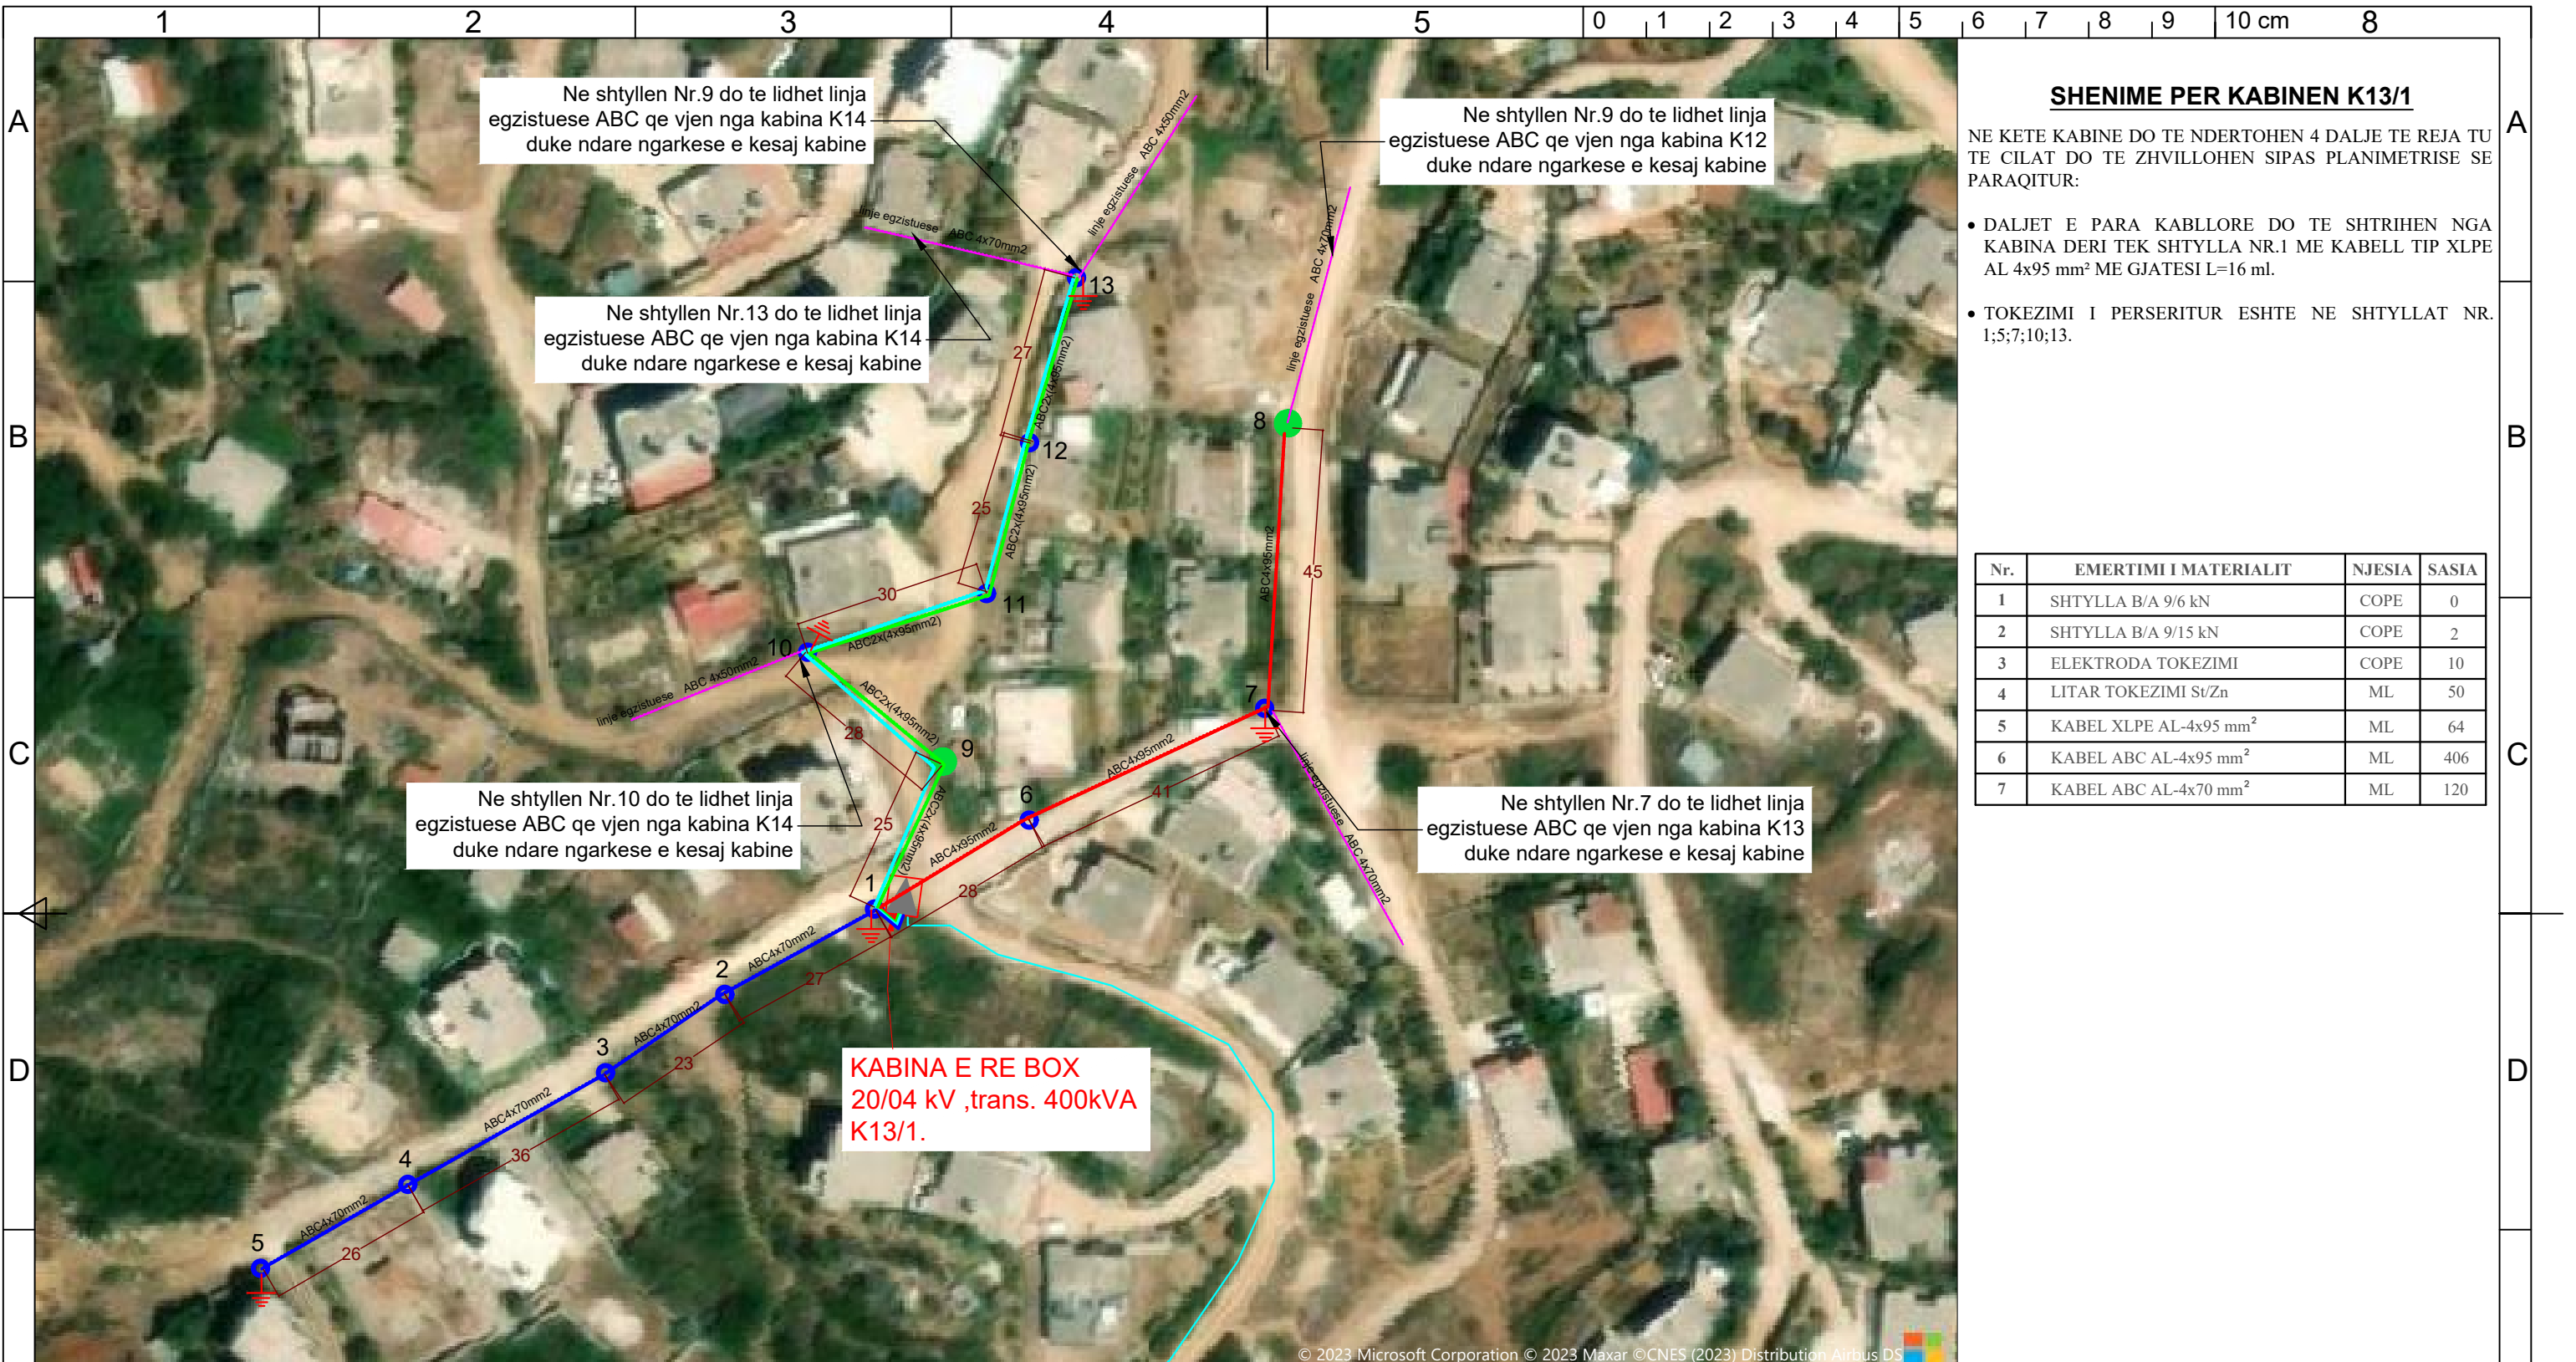 1 2 3 4 5 0 1 2 3 4 5 6 7 8 9 10 cm 8
A
B
C
D
A
B
C
D
Ne shtyllen Nr.9 do te lidhet linja
egzistuese ABC qe vjen nga kabina K14
duke ndare ngarkese e kesaj kabine
Ne shtyllen Nr.9 do te lidhet linja
egzistuese ABC qe vjen nga kabina K12
duke ndare ngarkese e kesaj kabine
Ne shtyllen Nr.13 do te lidhet linja
egzistuese ABC qe vjen nga kabina K14
duke ndare ngarkese e kesaj kabine
linje egzistuese ABC 4x70mm2
linje egzistuese ABC 4x50mm2
linje egzistuese ABC 4x70mm2
13
27
ABC2x(4x95mm2)
12
25
ABC2x(4x95mm2)
11
30
ABC2x(4x95mm2)
10
linje egzistuese ABC 4x50mm2
28
ABC2x(4x95mm2)
9
25
ABC2x(4x95mm2)
8
45
ABC4x95mm2
7
41
ABC4x95mm2
6
28
ABC4x95mm2
linje egzistuese ABC 4x70mm2
Ne shtyllen Nr.10 do te lidhet linja
egzistuese ABC qe vjen nga kabina K14
duke ndare ngarkese e kesaj kabine
Ne shtyllen Nr.7 do te lidhet linja
egzistuese ABC qe vjen nga kabina K13
duke ndare ngarkese e kesaj kabine
1
ABC4x70mm2
27
2
ABC4x70mm2
23
3
ABC4x70mm2
36
4
ABC4x70mm2
26
5
KABINA E RE BOX
20/04 kV ,trans. 400kVA
K13/1.
© 2023 Microsoft Corporation © 2023 Maxar ©CNES (2023) Distribution Airbus DS
SHENIME PER KABINEN K13/1
NE KETE KABINE DO TE NDERTOHEN 4 DALJE TE REJA TU
TE CILAT DO TE ZHVILLOHEN SIPAS PLANIMETRISE SE
PARAQITUR:
• DALJET E PARA KABLLORE DO TE SHTRIHEN NGA
KABINA DERI TEK SHTYLLA NR.1 ME KABELL TIP XLPE
AL 4x95 mm² ME GJATESI L=16 ml.
• TOKEZIMI I PERSERITUR ESHTE NE SHTYLLAT NR.
1;5;7;10;13.
Nr. EMERTIMI I MATERIALIT NJESIA SASIA
1 SHTYLLA B/A 9/6 kN COPE 0
2 SHTYLLA B/A 9/15 kN COPE 2
3 ELEKTRODA TOKEZIMI COPE 10
4 LITAR TOKEZIMI St/Zn ML 50
5 KABEL XLPE AL-4x95 mm² ML 64
6 KABEL ABC AL-4x95 mm² ML 406
7 KABEL ABC AL-4x70 mm² ML 120